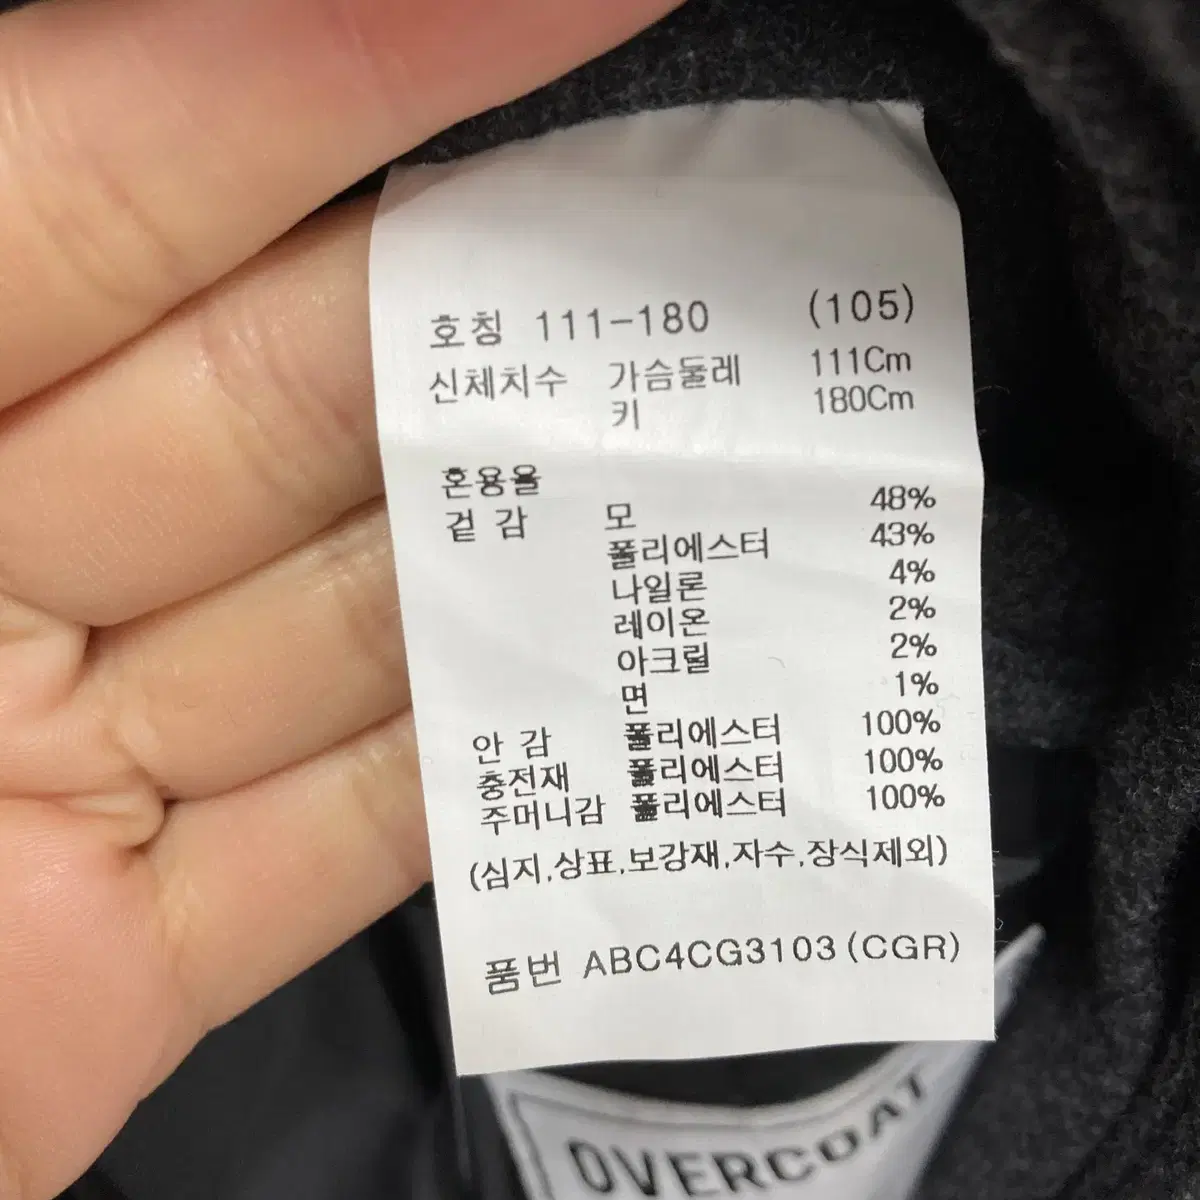 호칭 111-180 (105)
신체치수 가슴둘레 111Cm
키 180Cm
혼용율
겉 감 모 48%
폴리에스터 43%
나일론 4%
레이온 2%
아크릴 2%
면 1%
안 감 폴리에스터 100%
충전재 폴리에스터 100%
주머니감 폴리에스터 100%
(심지,상표,보강재,자수,장식제외)
품번 ABC4CG3103(CGR)
OVERCOAT